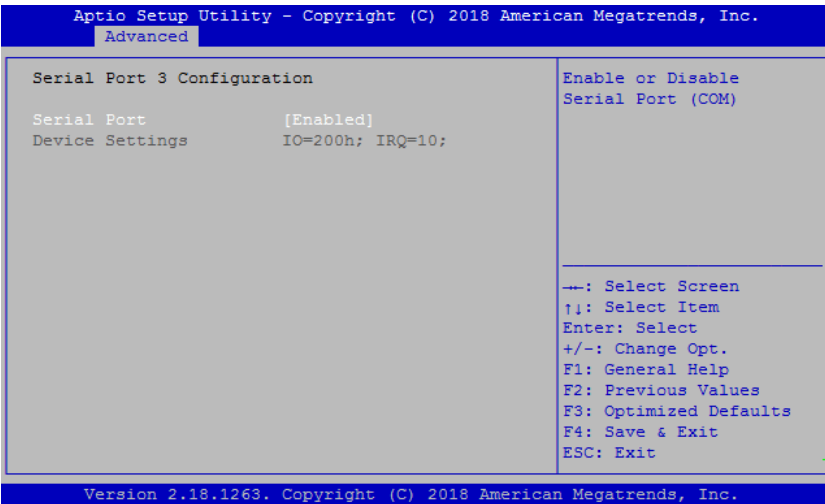 Aptio Setup Utility - Copyright (C) 2018 American Megatrends, Inc.
Advanced
Serial Port 3 Configuration
Serial Port [Enabled]
Device Settings IO=200h; IRQ=10;
Enable or Disable
Serial Port (COM)
→←: Select Screen
↑↓: Select Item
Enter: Select
+/-: Change Opt.
F1: General Help
F2: Previous Values
F3: Optimized Defaults
F4: Save & Exit
ESC: Exit
Version 2.18.1263. Copyright (C) 2018 American Megatrends, Inc.